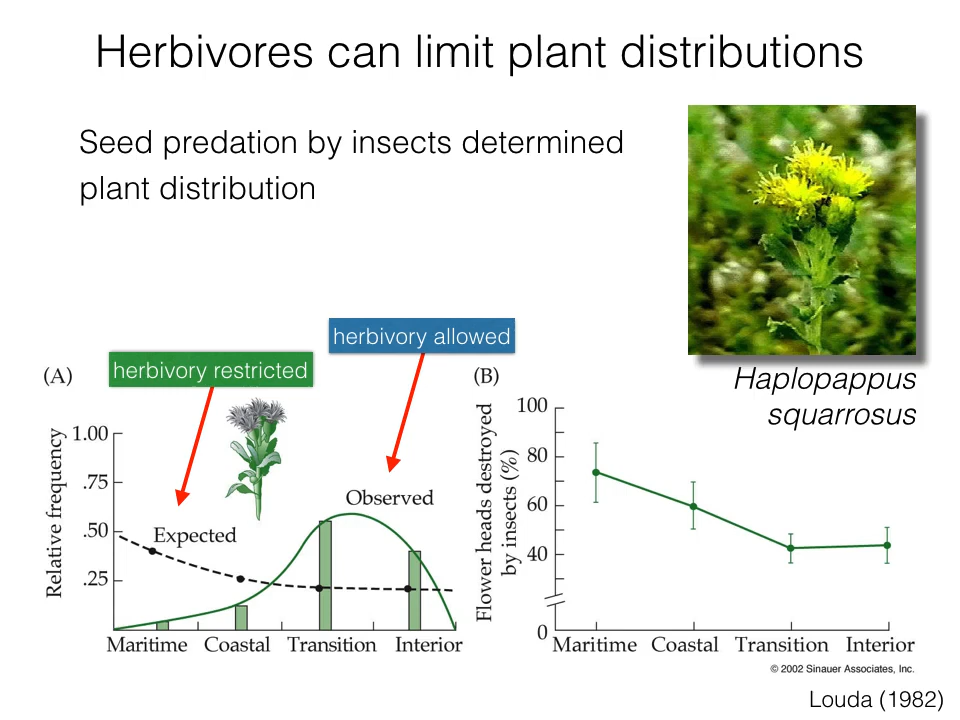 Herbivores can limit plant distributions
Seed predation by insects determined
plant distribution
herbivory restricted
herbivory allowed
(A)
Relative frequency
1.00
.75
.50
.25
Expected
Observed
Maritime Coastal Transition Interior
(B)
Haplopappus
squarrosus
Flower heads destroyed
by insects (%)
100
80
60
40
0
Maritime Coastal Transition Interior
© 2002 Sinauer Associates, Inc.
Louda (1982)